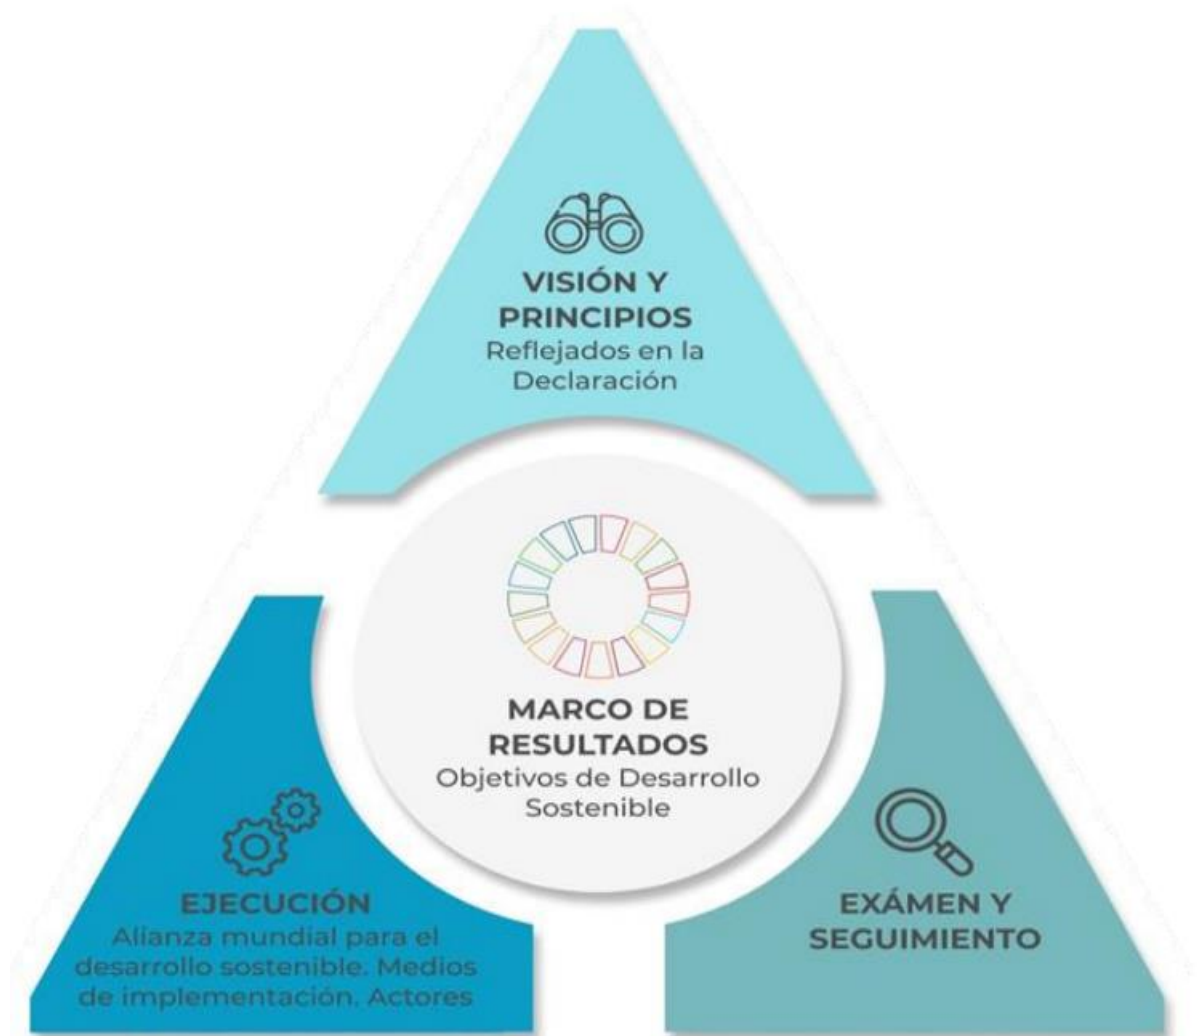 VISIÓN Y
PRINCIPIOS
Reflejados en la
Declaración
MARCO DE
RESULTADOS
Objetivos de Desarrollo
Sostenible
EJECUCIÓN
Alianza mundial para el
desarrollo sostenible. Medios
de implementación. Actores
EXÁMEN Y
SEGUIMIENTO